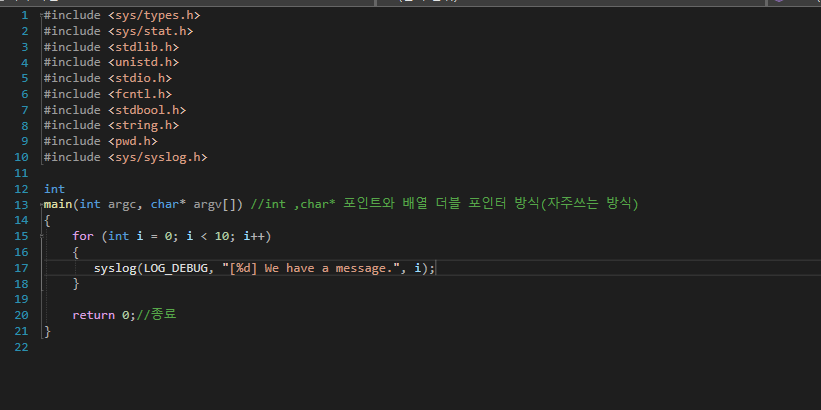 1 #include <sys/types.h>
2 #include <sys/stat.h>
3 #include <stdlib.h>
4 #include <unistd.h>
5 #include <stdio.h>
6 #include <fcntl.h>
7 #include <stdbool.h>
8 #include <string.h>
9 #include <pwd.h>
10 #include <sys/syslog.h>
11
12 int
13 main(int argc, char* argv[]) //int ,char* 포인트와 배열 더블 포인터 방식(자주쓰는 방식)
14 {
15 for (int i = 0; i < 10; i++)
16 {
17 syslog(LOG_DEBUG, "[%d] We have a message.", i);
18 }
19
20 return 0;//종료
21 }
22